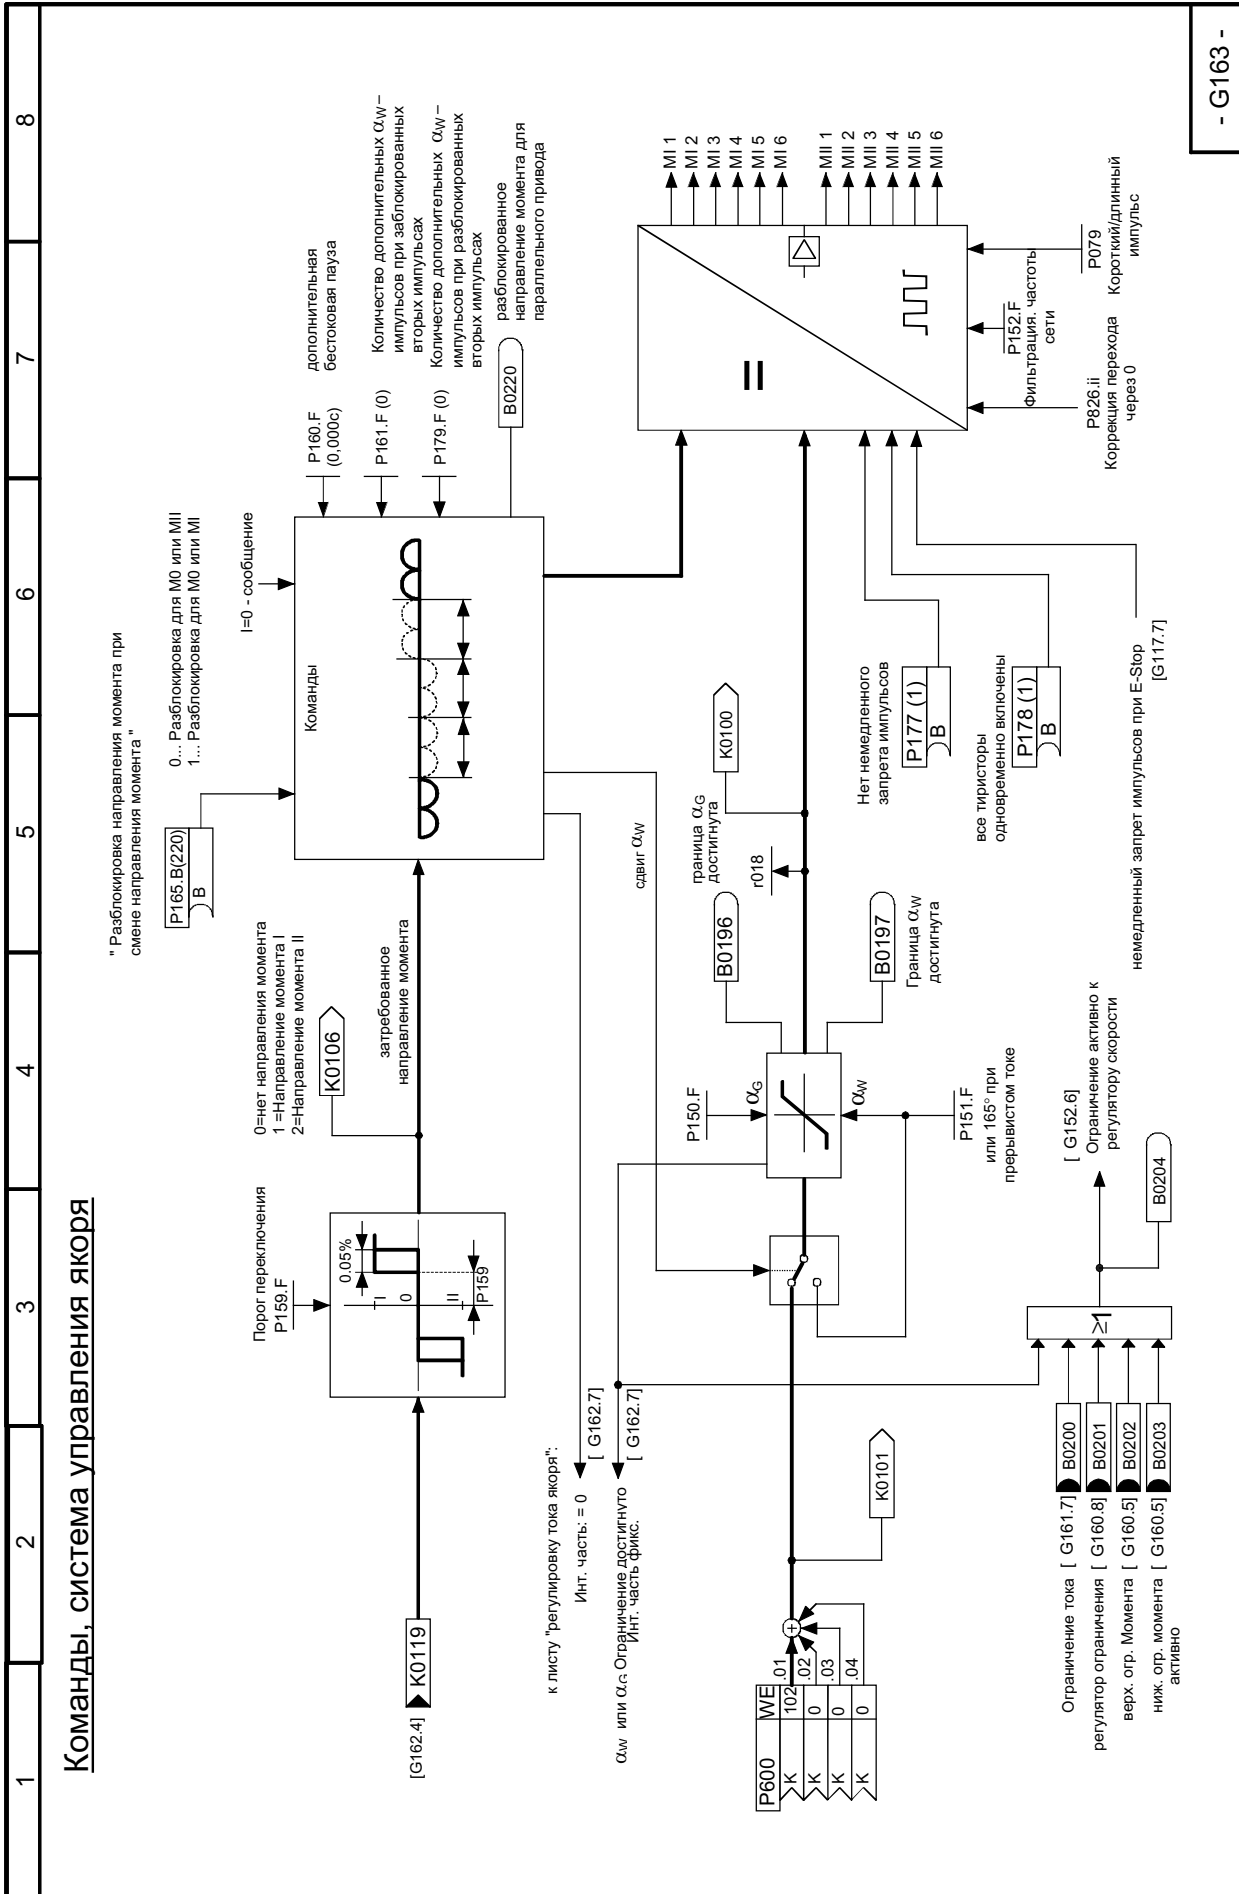 1
2
3
4
5
6
7
8
Команды, система управления якоря
" Разблокировка направления момента при
смене направления момента "
P165.B(220)
B
0... Разблокировка для M0 или MII
1... Разблокировка для M0 или MI
I=0 - сообщение
P160.F
(0,000c)
дополнительная
бестоковая пауза
P161.F (0)
Количество дополнительных αW –
импульсов при заблокированных
вторых импульсах
P179.F (0)
Количество дополнительных αW –
импульсов при разблокированных
вторых импульсах
B0220
разблокированное
направление момента для
параллельного привода
Порог переключения
P159.F
0.05%
I
0
II
P159
0=нет направления момента
1 =Направление момента I
2=Направление момента II
K0106
затребованное
направление момента
Команды
[G162.4]
K0119
к листу "регулировку тока якоря":
Инт. часть: = 0
[ G162.7]
αW или αG Ограничение достигнуто
Инт. часть фикс.
[ G162.7]
сдвиг αW
P150.F
αG
αW
P151.F
или 165° при
прерывистом токе
B0196
граница αG
достигнута
B0197
Граница αW
достигнута
r018
K0100
P600
WE
K
102
.01
K
0
.02
K
0
.03
K
0
.04
+
K0101
Нет немедленного
запрета импульсов
P177 (1)
B
все тиристоры
одновременно включены
P178 (1)
B
немедленный запрет импульсов при E-Stop
[G117.7]
II
MI 1
MI 2
MI 3
MI 4
MI 5
MI 6
MII 1
MII 2
MII 3
MII 4
MII 5
MII 6
P826.ii
Коррекция перехода
через 0
P152.F
Фильтрация. частоты
сети
P079
Короткий/длинный
импульс
Ограничение тока [ G161.7]
B0200
регулятор ограничения [ G160.8]
B0201
верх. огр. Момента [ G160.5]
B0202
ниж. огр. момента [ G160.5]
активно
B0203
≥1
[ G152.6]
Ограничение активно к
регулятору скорости
B0204
- G163 -